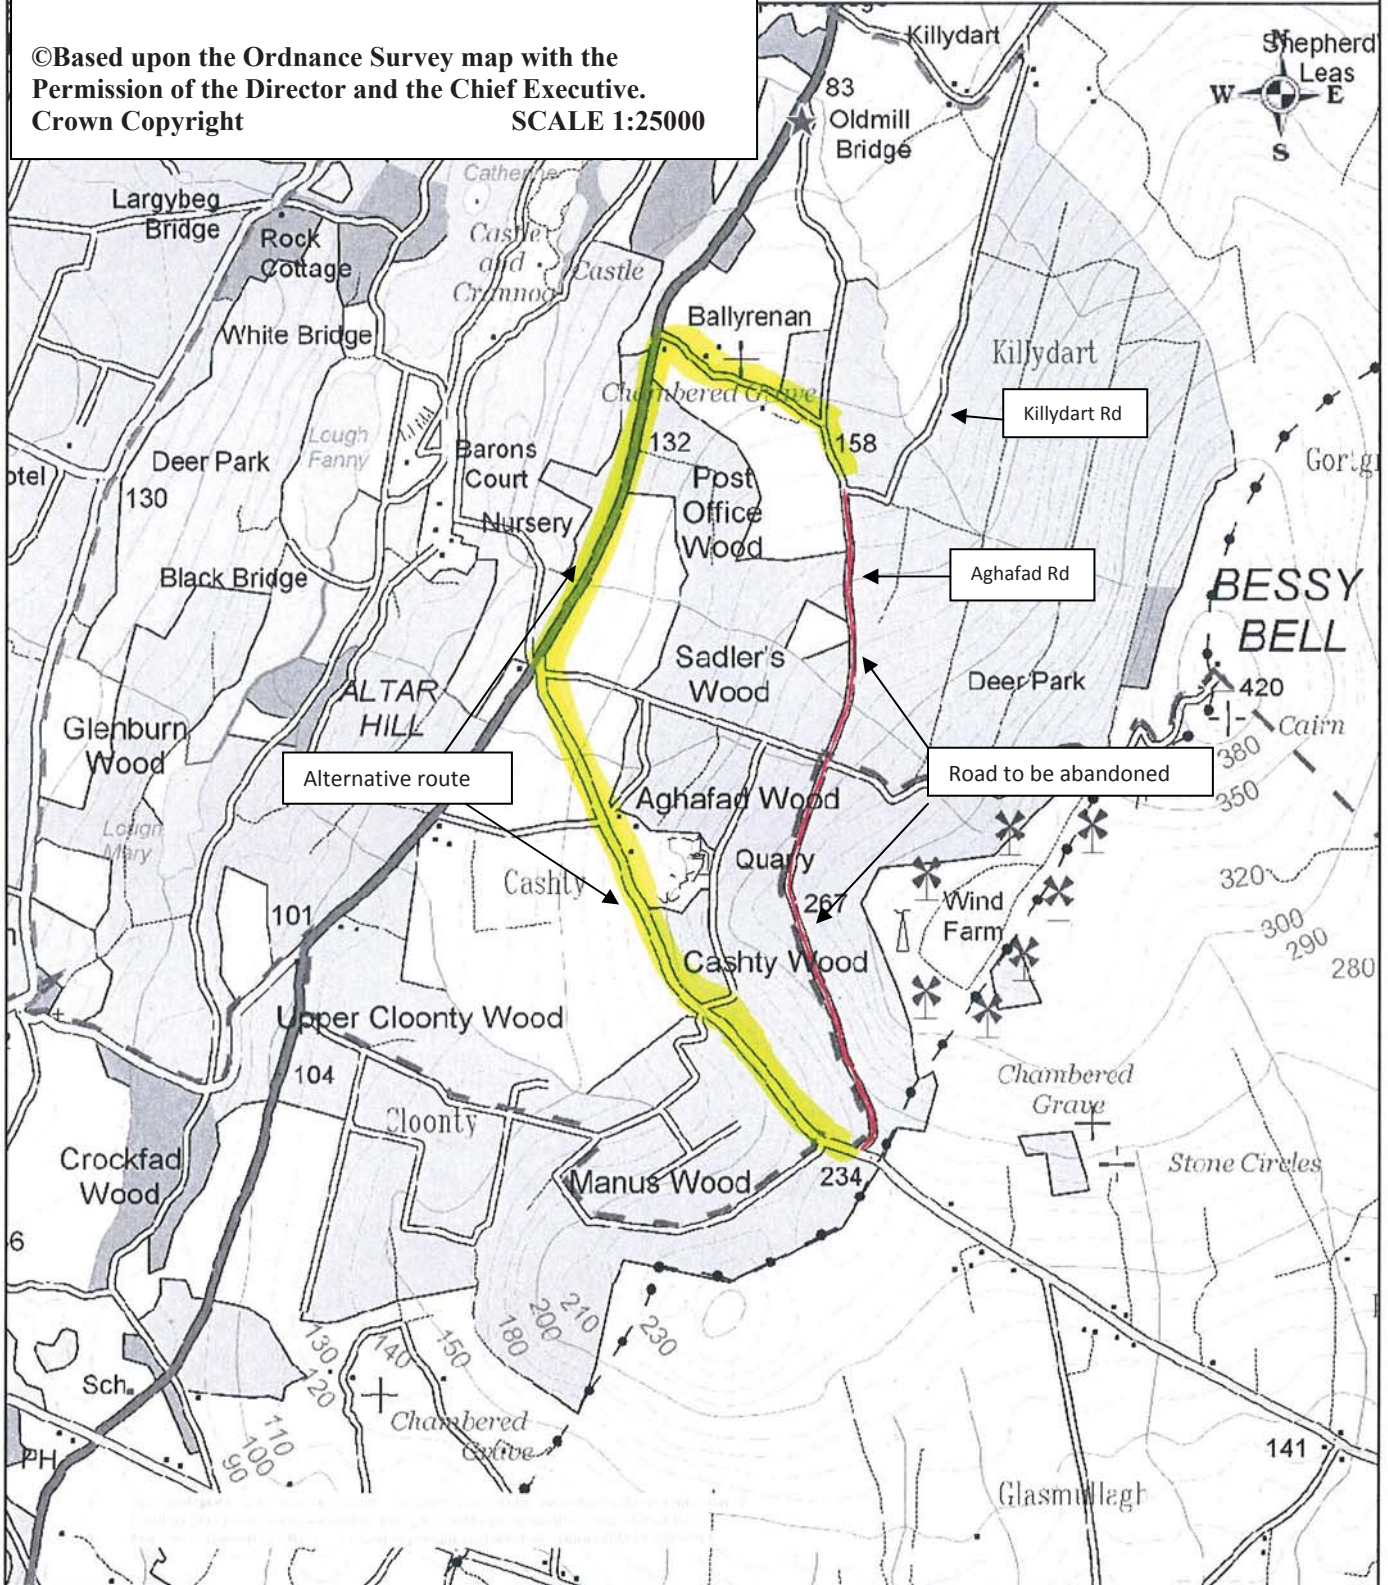 ©Based upon the Ordnance Survey map with the
Permission of the Director and the Chief Executive.
Crown Copyright SCALE 1:25000
Killydart
N
W
E
S
Leas
83
Oldmill
Bridge
Largybeg
Bridge
Rock
Cottage
Catherine
Castle
and
Crannog
Castle
White Bridge
Ballyrenan
Chambered Grave
Killydart
Killydart Rd
132
158
Lough
Fanny
Deer Park
130
Barons
Court
Nursery
Post
Office
Wood
Black Bridge
Aghafad Rd
BESSY
BELL
Sadler's
Wood
Deer Park
420
Cairn
380
350
ALTAR
HILL
Glenburn
Wood
Alternative route
Road to be abandoned
Aghafad Wood
Lough
Mary
Quarry
Cashty
267
Wind
Farm
320
300
290
280
101
Cashty Wood
Upper Cloonty Wood
104
Cloonty
Chambered
Grave
Stone Circles
Crockfad
Wood
Manus Wood
234
6
130
120
140
150
180
200
210
230
Sch
110
100
90
Chambered
Grave
PH
141
Glasmullagh